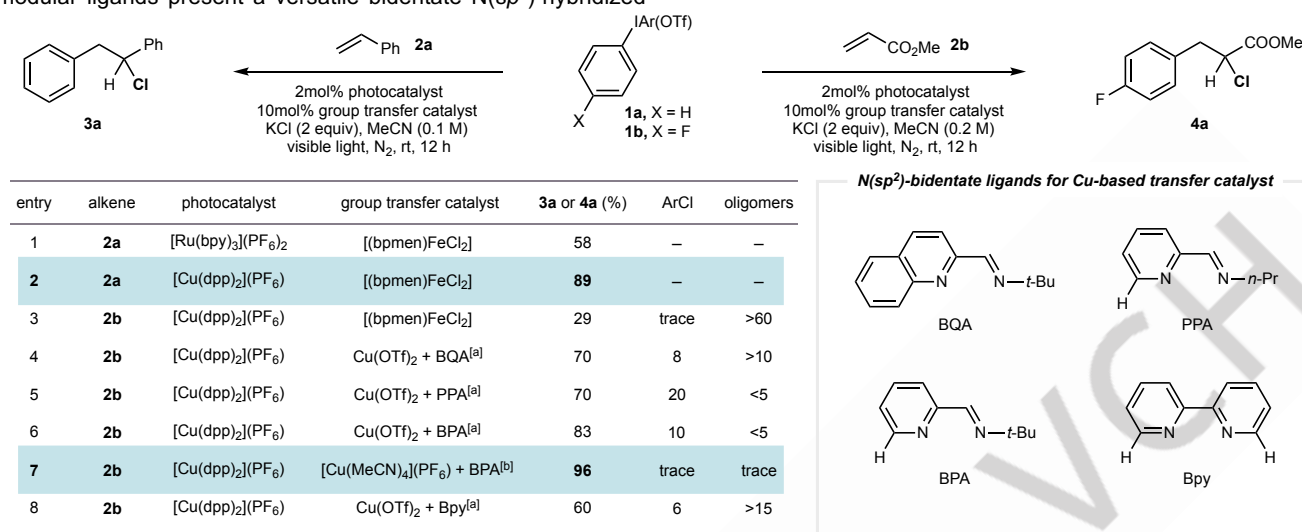 modular ligands present a versatile bidentate N(sp²)-hybridized
Ph
H Cl
3a
Ph 2a
2mol% photocatalyst
10mol% group transfer catalyst
KCl (2 equiv), MeCN (0.1 M)
visible light, N₂, rt, 12 h
IAr(OTf)
X
1a, X = H
1b, X = F
CO₂Me 2b
2mol% photocatalyst
10mol% group transfer catalyst
KCl (2 equiv), MeCN (0.2 M)
visible light, N₂, rt, 12 h
COOMe
H Cl
F
4a
entry alkene photocatalyst group transfer catalyst 3a or 4a (%) ArCl oligomers
1 2a [Ru(bpy)₃](PF₆)₂ [(bpmen)FeCl₂] 58 – –
2 2a [Cu(dpp)₂](PF₆) [(bpmen)FeCl₂] 89 – –
3 2b [Cu(dpp)₂](PF₆) [(bpmen)FeCl₂] 29 trace >60
4 2b [Cu(dpp)₂](PF₆) Cu(OTf)₂ + BQA[a] 70 8 >10
5 2b [Cu(dpp)₂](PF₆) Cu(OTf)₂ + PPA[a] 70 20 <5
6 2b [Cu(dpp)₂](PF₆) Cu(OTf)₂ + BPA[a] 83 10 <5
7 2b [Cu(dpp)₂](PF₆) [Cu(MeCN)₄](PF₆) + BPA[b] 96 trace trace
8 2b [Cu(dpp)₂](PF₆) Cu(OTf)₂ + Bpy[a] 60 6 >15
N(sp²)-bidentate ligands for Cu-based transfer catalyst
N N t-Bu
BQA
N N n-Pr
H
PPA
N N t-Bu
H
BPA
N N
H H
Bpy
VCH